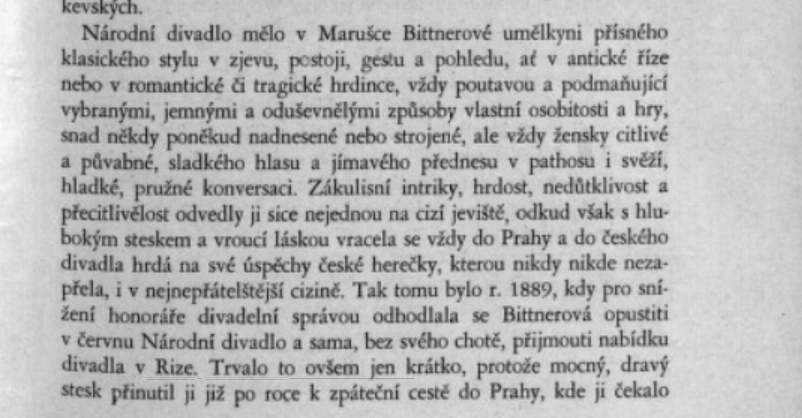 kevských.
Národní divadlo mělo v Marušce Bittnerové umělkyni přísného
klasického stylu v zjevu, postoji, gestu a pohledu, ať v antické říze
nebo v romantické či tragické hrdince, vždy poutavou a podmaňující
vybranými, jemnými a oduševnělými způsoby vlastní osobitosti a hry,
snad někdy poněkud nadnesené nebo strojené, ale vždy žensky citlivé
a půvabné, sladkého hlasu a jímavého přednesu v pathosu i svěží,
hladké, pružné konversaci. Zákulisní intriky, hrdost, nedůtklivost a
přecitlivělost odvedly ji sice nejednou na cizí jeviště, odkud však s hlu-
bokým steskem a vroucí láskou vracela se vždy do Prahy a do českého
divadla hrdá na své úspěchy české herečky, kterou nikdy nikde neza-
přela, i v nejnepřátelštější cizině. Tak tomu bylo r. 1889, kdy pro sní-
žení honoráře divadelní správou odhodlala se Bittnerová opustiti
v červnu Národní divadlo a sama, bez svého chotě, přijmouti nabídku
divadla v Rize. Trvalo to ovšem jen krátko, protože mocný, dravý
stesk přinutil ji již po roce k zpáteční cestě do Prahy, kde ji čekalo